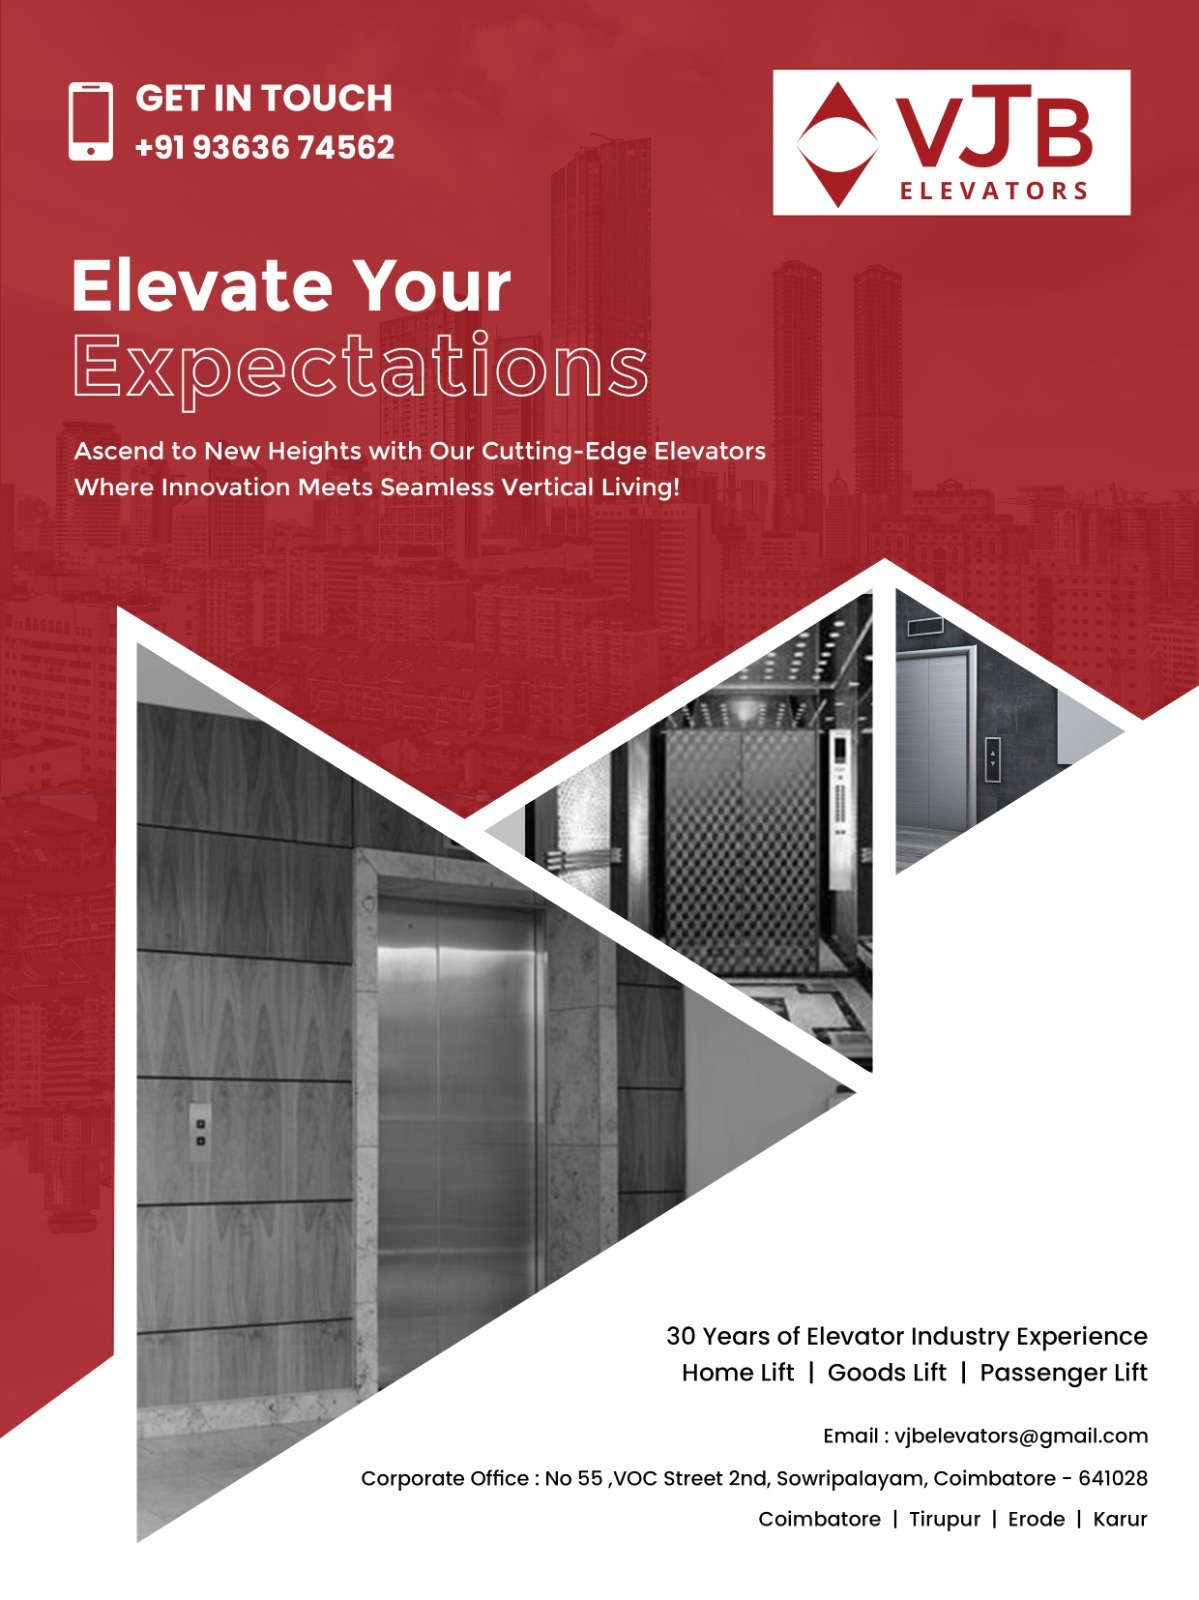 GET IN TOUCH
+91 93636 74562
VJB
ELEVATORS
Elevate Your
Expectations
Ascend to New Heights with Our Cutting-Edge Elevators
Where Innovation Meets Seamless Vertical Living!
30 Years of Elevator Industry Experience
Home Lift | Goods Lift | Passenger Lift
Email : vjbelevators@gmail.com
Corporate Office : No 55 ,VOC Street 2nd, Sowripalayam, Coimbatore - 641028
Coimbatore | Tirupur | Erode | Karur